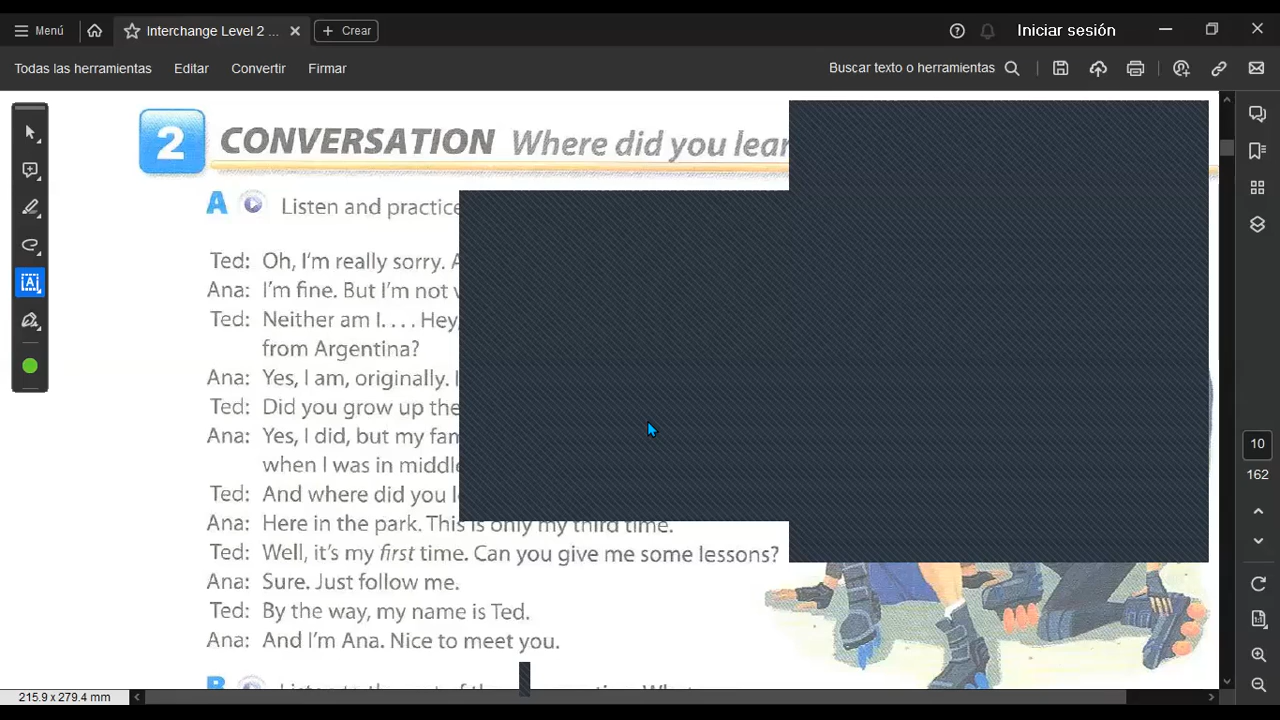 Menú
Interchange Level 2 ...
Crear
Iniciar sesión
Todas las herramientas
Editar
Convertir
Firmar
Buscar texto o herramientas
2 CONVERSATION Where did you
A Listen and practice
Ted: Oh, I'm really sorry.
Ana: I'm fine. But I'm not
Ted: Neither am I. . . . Hey,
from Argentina?
Ana: Yes, I am, originally.
Ted: Did you grow up
Ana: Yes, I did, but my
when I was in
Ted: And where did you
Ana: Here in the park. This is only my third time.
Ted: Well, it's my first time. Can you give me some lessons?
Ana: Sure. Just follow me.
Ted: By the way, my name is Ted.
Ana: And I'm Ana. Nice to meet you.
B
10
162
215.9 x 279.4 mm